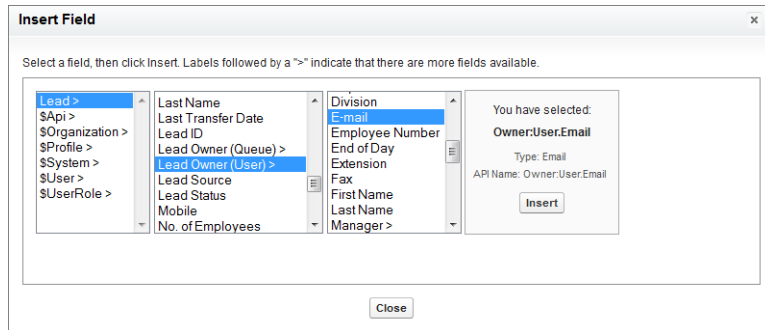 Insert Field
×
Select a field, then click Insert. Labels followed by a ">" indicate that there are more fields available.
Lead >
$Api >
$Organization >
$Profile >
$System >
$User >
$UserRole >
Last Name
Last Transfer Date
Lead ID
Lead Owner (Queue) >
Lead Owner (User) >
Lead Source
Lead Status
Mobile
No. of Employees
Division
E-mail
Employee Number
End of Day
Extension
Fax
First Name
Last Name
Manager >
You have selected:
Owner:User.Email
Type: Email
API Name: Owner:User.Email
Insert
Close